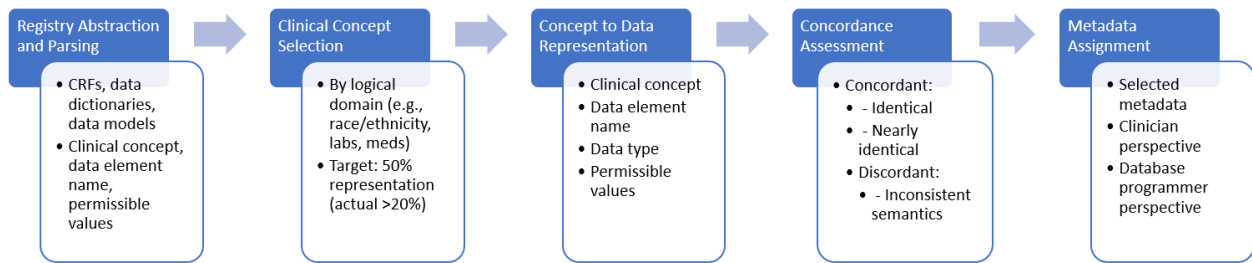 Registry Abstraction
and Parsing
• CRFs, data
dictionaries,
data models
• Clinical concept,
data element
name,
permissible
values
Clinical Concept
Selection
• By logical
domain (e.g.,
race/ethnicity,
labs, meds)
• Target: 50%
representation
(actual >20%)
Concept to Data
Representation
• Clinical concept
• Data element
name
• Data type
• Permissible
values
Concordance
Assessment
• Concordant:
• - Identical
• - Nearly
identical
• Discordant:
• - Inconsistent
semantics
Metadata
Assignment
• Selected
metadata
• Clinician
perspective
• Database
programmer
perspective